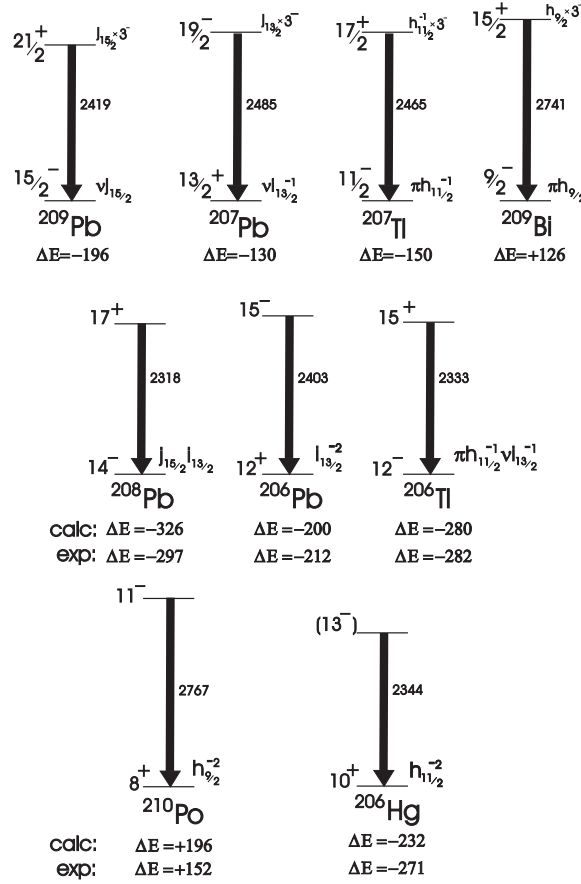 21/2⁺ j₁₅⸝₂×3⁻ 19/2⁻ i₁₃⸝₂×3⁻ 17/2⁺ h⁻¹₁₁⸝₂×3⁻ 15/2⁺ h₉⸝₂×3⁻
2419 2485 2465 2741
15/2⁻ νj₁₅⸝₂ 13/2⁺ νi₁₃⸝₂⁻¹ 11/2⁻ πh₁₁⸝₂⁻¹ 9/2⁻ πh₉⸝₂
²⁰⁹Pb ²⁰⁷Pb ²⁰⁷Tl ²⁰⁹Bi
ΔE=−196 ΔE=−130 ΔE=−150 ΔE=+126
17⁺ 15⁻ 15⁺
2318 2403 2333
14⁻ j₁₅⸝₂i₁₃⸝₂ 12⁺ i₁₃⸝₂⁻² 12⁻ πh₁₁⸝₂⁻¹νi₁₃⸝₂⁻¹
²⁰⁸Pb ²⁰⁶Pb ²⁰⁶Tl
calc: ΔE=−326 ΔE=−200 ΔE=−280
exp: ΔE=−297 ΔE=−212 ΔE=−282
11⁻ (13⁻)
2767 2344
8⁺ h₉⸝₂⁻² 10⁺ h₁₁⸝₂⁻²
²¹⁰Po ²⁰⁶Hg
calc: ΔE=+196 ΔE=−232
exp: ΔE=+152 ΔE=−271